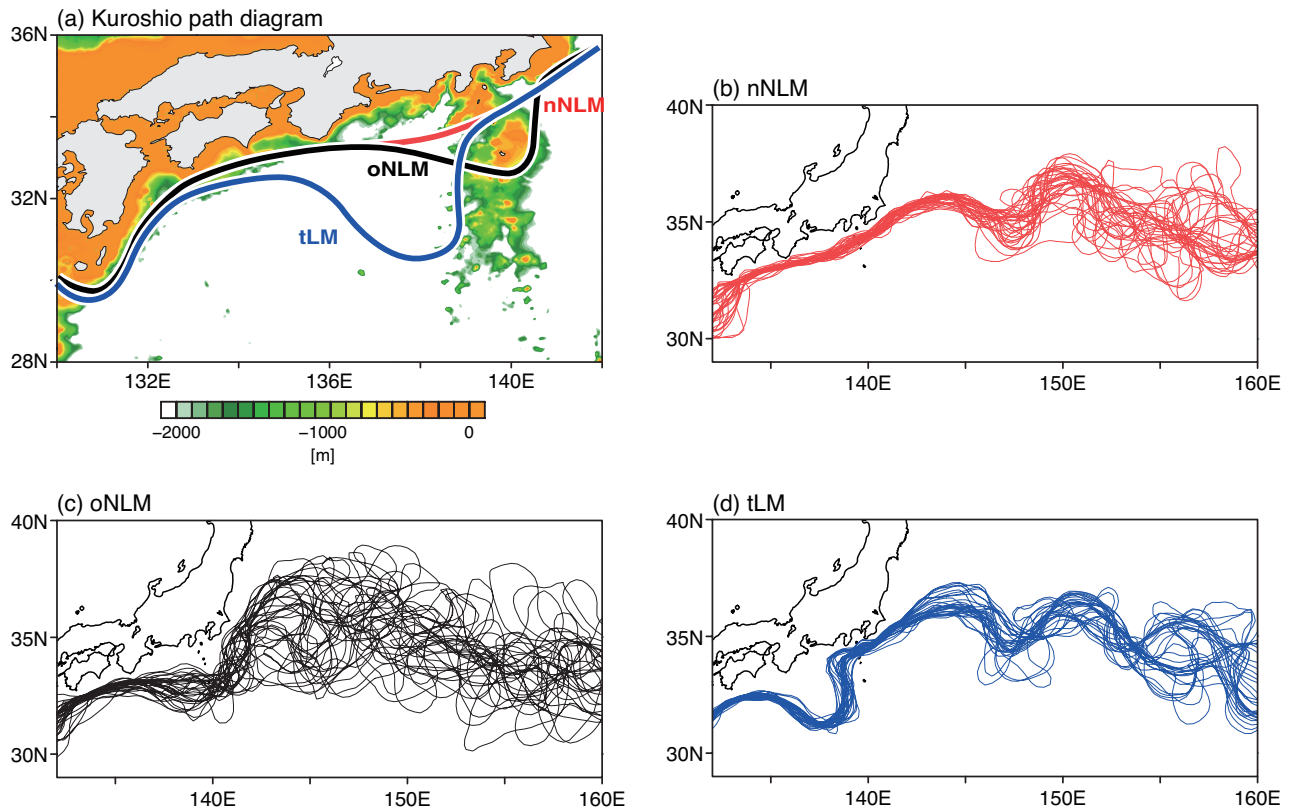 (a) Kuroshio path diagram
36N
32N
28N
132E
136E
140E
nNLM
oNLM
tLM
−2000
−1000
0
[m]
(b) nNLM
40N
35N
30N
140E
150E
160E
(c) oNLM
40N
35N
30N
140E
150E
160E
(d) tLM
40N
35N
30N
140E
150E
160E